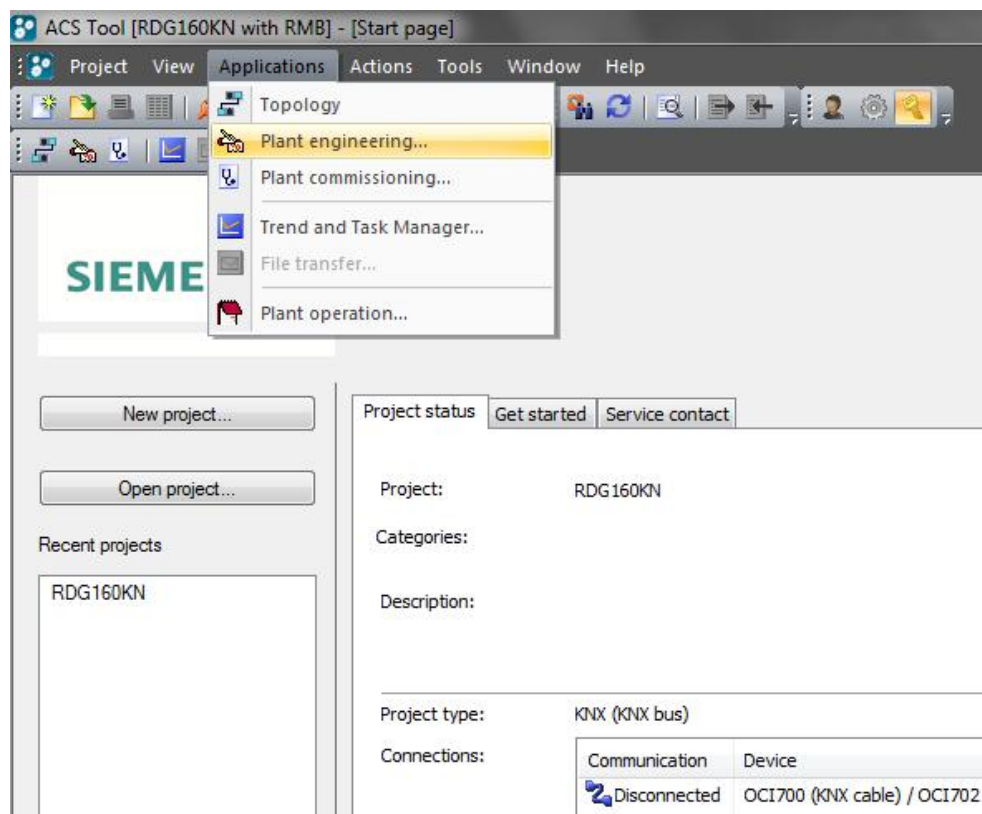 ACS Tool [RDG160KN with RMB] - [Start page]
Project View Applications Actions Tools Window Help
Topology
Plant engineering...
Plant commissioning...
Trend and Task Manager...
File transfer...
Plant operation...
SIEME
New project...
Open project...
Recent projects
RDG160KN
Project status Get started Service contact
Project: RDG160KN
Categories:
Description:
Project type: KNX (KNX bus)
Connections:
Communication Device
Disconnected OCI700 (KNX cable) / OCI702